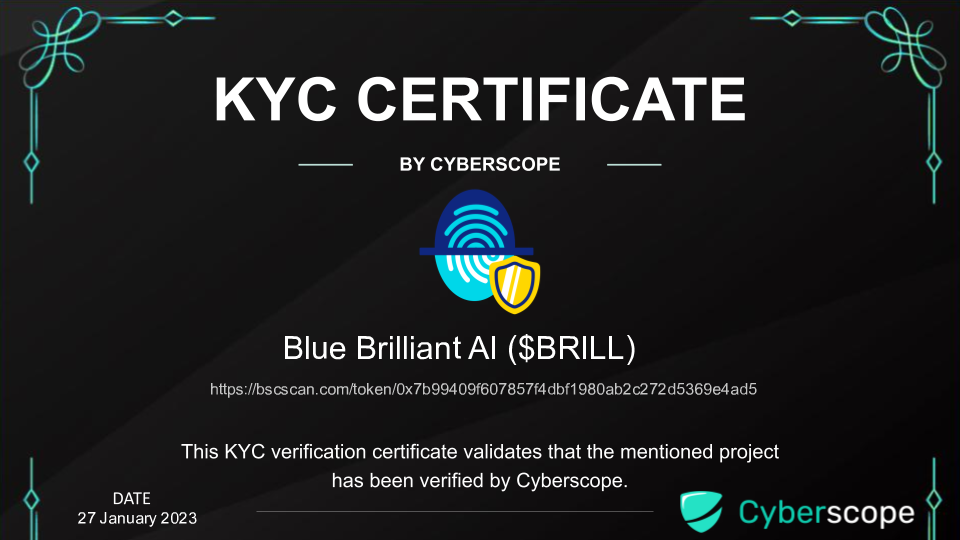 KYC CERTIFICATE
BY CYBERSCOPE
Blue Brilliant AI ($BRILL)
https://bscscan.com/token/0x7b99409f607857f4dbf1980ab2c272d5369e4ad5
This KYC verification certificate validates that the mentioned project
has been verified by Cyberscope.
DATE
27 January 2023
Cyberscope